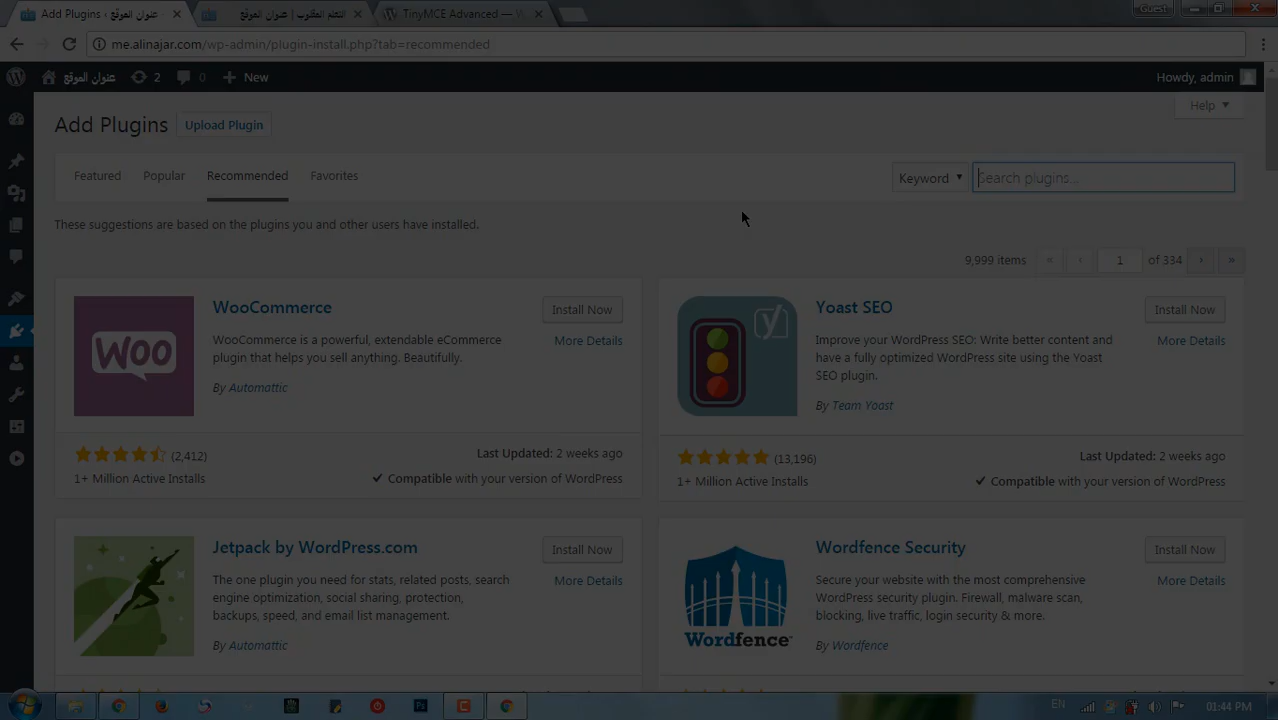 Add Plugins ‹ عنوان الموقع
التعلم المقلوب | عنوان الموقع
TinyMCE Advanced —
Guest
me.alinajar.com/wp-admin/plugin-install.php?tab=recommended
عنوان الموقع 2 0 New
Howdy, admin
Help
Add Plugins Upload Plugin
Featured Popular Recommended Favorites
Keyword Search plugins...
These suggestions are based on the plugins you and other users have installed.
9,999 items « ‹ 1 of 334 › »
WooCommerce
Install Now
WooCommerce is a powerful, extendable eCommerce
plugin that helps you sell anything. Beautifully.
More Details
By Automattic
WOO
(2,412)
Last Updated: 2 weeks ago
1+ Million Active Installs
Compatible with your version of WordPress
Yoast SEO
Install Now
Improve your WordPress SEO: Write better content and
have a fully optimized WordPress site using the Yoast
SEO plugin.
More Details
By Team Yoast
y
(13,196)
Last Updated: 2 weeks ago
1+ Million Active Installs
Compatible with your version of WordPress
Jetpack by WordPress.com
Install Now
The one plugin you need for stats, related posts, search
engine optimization, social sharing, protection,
backups, speed, and email list management.
More Details
By Automattic
Wordfence Security
Install Now
Secure your website with the most comprehensive
WordPress security plugin. Firewall, malware scan,
blocking, live traffic, login security & more.
More Details
By Wordfence
Wordfence™
Ps
EN
01:44 PM